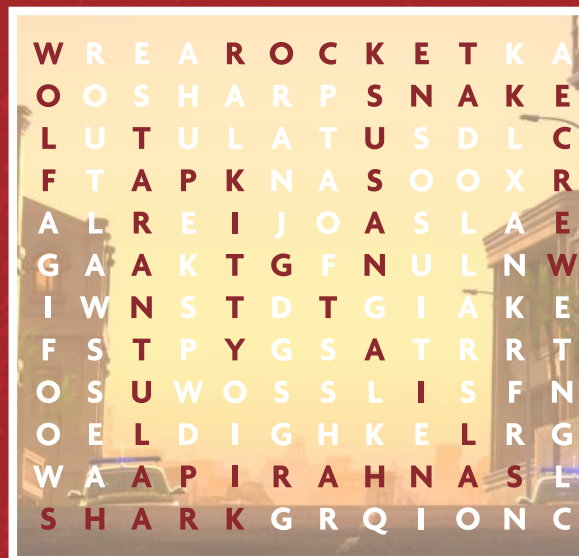 W R E A R O C K E T K A
O O S H A R P S N A K E
L U T U L A T U S D L C
F T A P K N A S O O X R
A L R E I J O A S L A E
G A A K T G F N U L N W
I W N S T D T G I A K E
F S T P Y G S A T R R T
O S U W O S S L I S F N
O E L D I G H K E L R G
W A A P I R A H N A S L
S H A R K G R Q I O N C